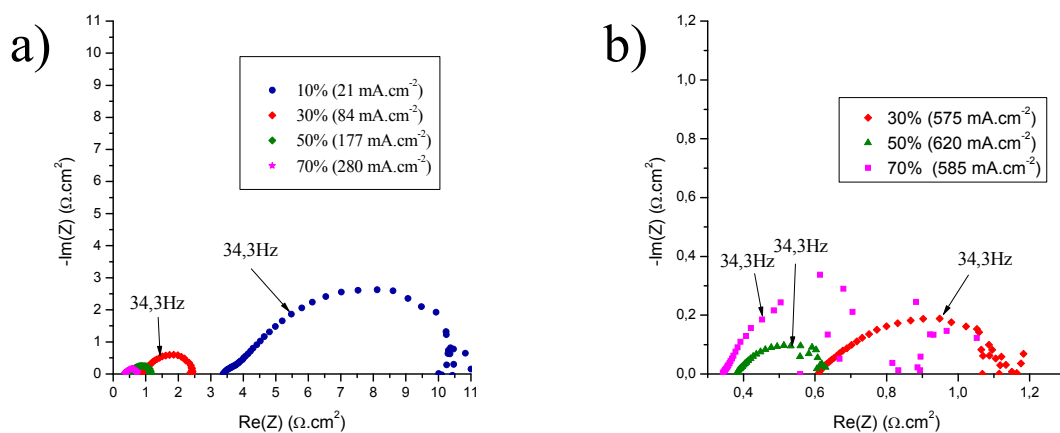 a)
11
10
9
8
7
6
5
4
3
2
1
0
-Im(Z) (Ω.cm²)
10% (21 mA.cm⁻²)
30% (84 mA.cm⁻²)
50% (177 mA.cm⁻²)
70% (280 mA.cm⁻²)
34,3Hz
34,3Hz
0 1 2 3 4 5 6 7 8 9 10 11
Re(Z) (Ω.cm²)
b)
1,2
1,0
0,8
0,6
0,4
0,2
0,0
-Im(Z) (Ω.cm²)
30% (575 mA.cm⁻²)
50% (620 mA.cm⁻²)
70% (585 mA.cm⁻²)
34,3Hz
34,3Hz
34,3Hz
0,4 0,6 0,8 1,0 1,2
Re(Z) (Ω.cm²)